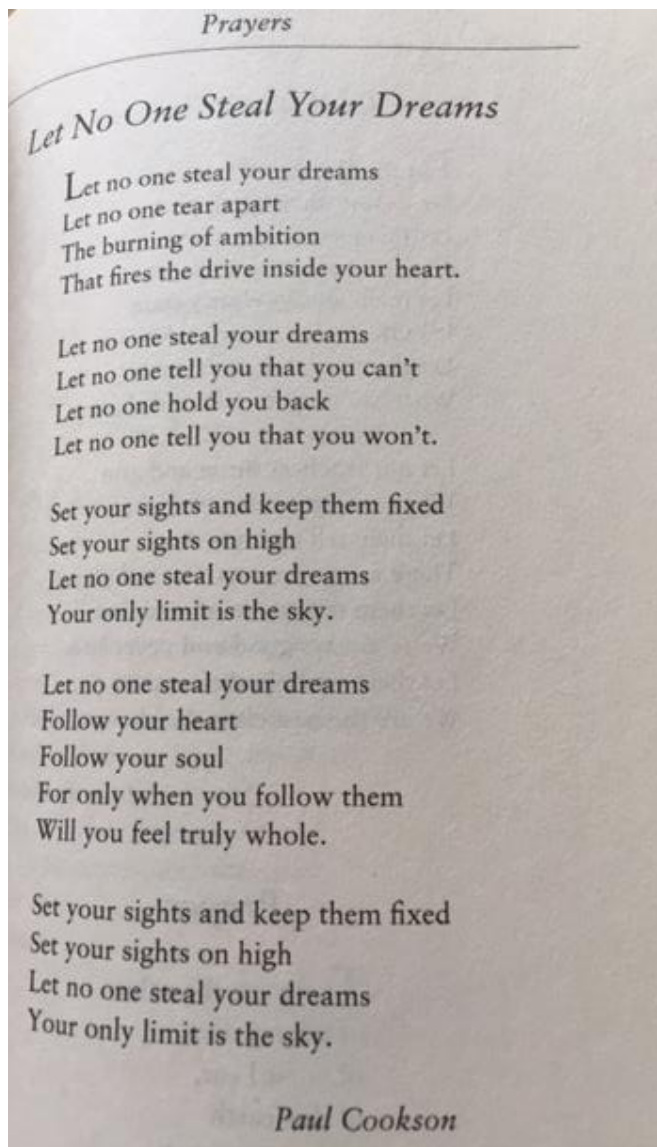 Prayers
Let No One Steal Your Dreams
Let no one steal your dreams
Let no one tear apart
The burning of ambition
That fires the drive inside your heart.
Let no one steal your dreams
Let no one tell you that you can't
Let no one hold you back
Let no one tell you that you won't.
Set your sights and keep them fixed
Set your sights on high
Let no one steal your dreams
Your only limit is the sky.
Let no one steal your dreams
Follow your heart
Follow your soul
For only when you follow them
Will you feel truly whole.
Set your sights and keep them fixed
Set your sights on high
Let no one steal your dreams
Your only limit is the sky.
Paul Cookson